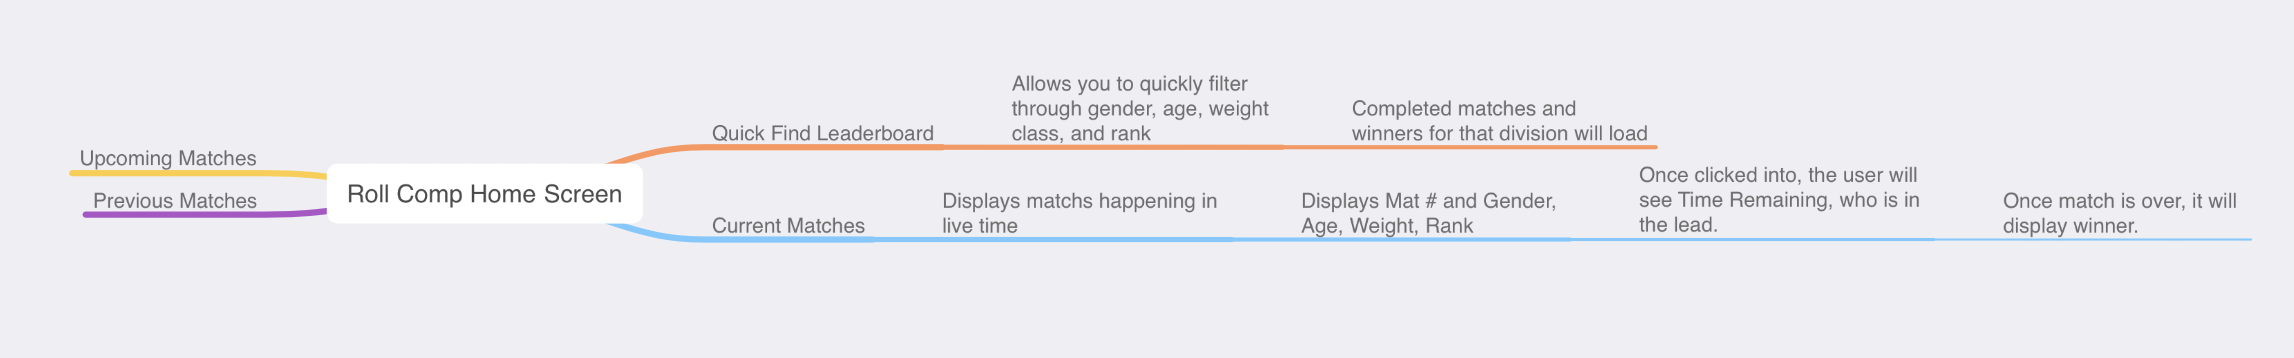 Upcoming Matches
Previous Matches
Roll Comp Home Screen
Quick Find Leaderboard
Allows you to quickly filter
through gender, age, weight
class, and rank
Completed matches and
winners for that division will load
Current Matches
Displays matchs happening in
live time
Displays Mat # and Gender,
Age, Weight, Rank
Once clicked into, the user will
see Time Remaining, who is in
the lead.
Once match is over, it will
display winner.